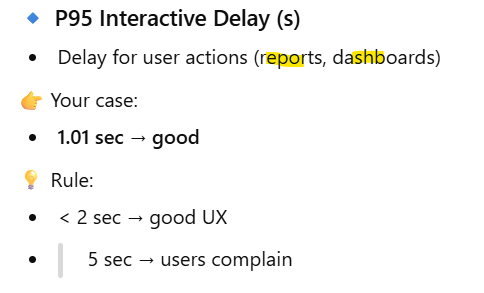 🔹 P95 Interactive Delay (s)
• Delay for user actions (reports, dashboards)
👉 Your case:
• 1.01 sec → good
💡 Rule:
• < 2 sec → good UX
• 5 sec → users complain